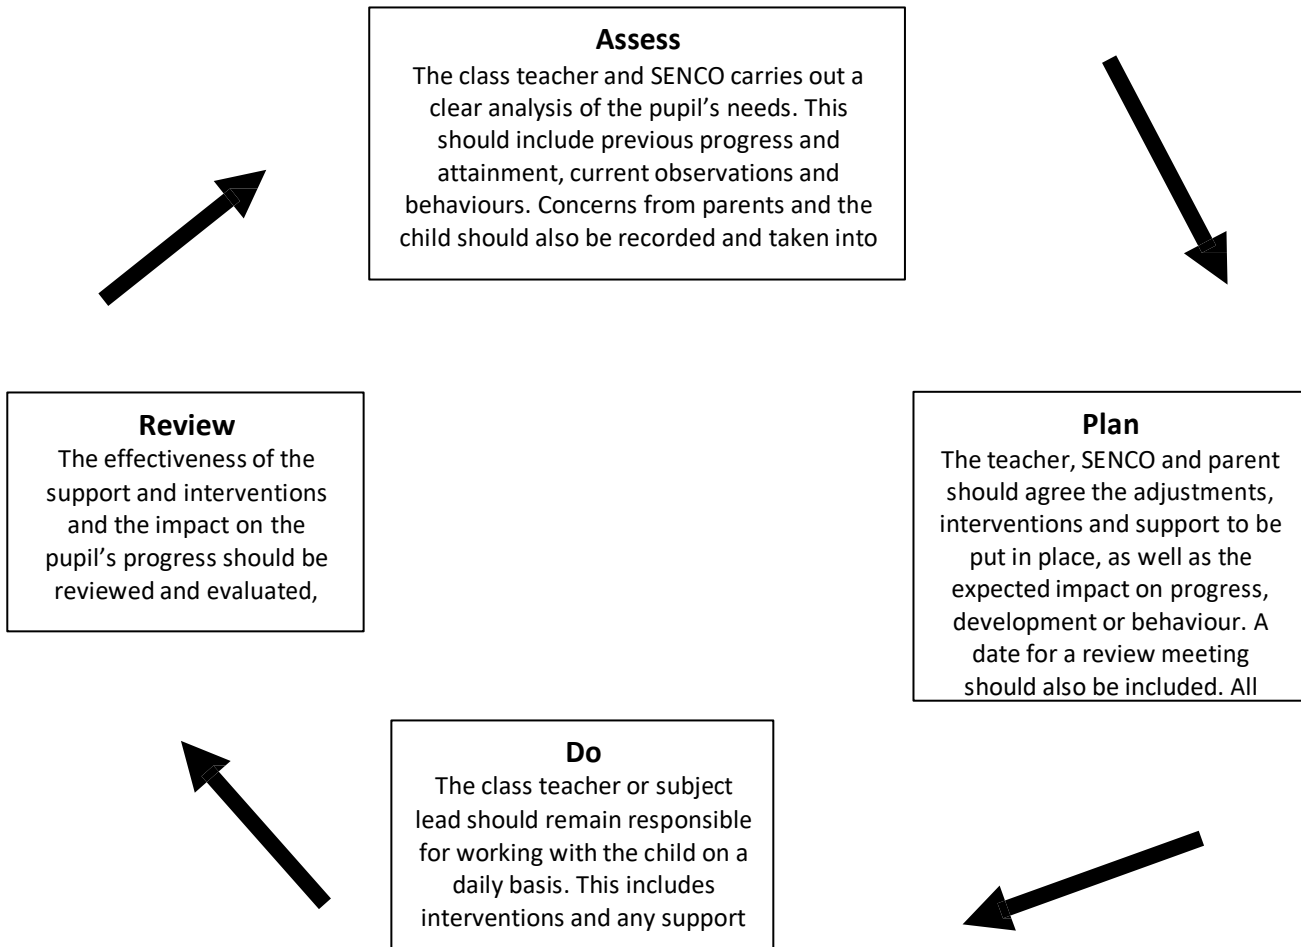 Assess
The class teacher and SENCO carries out a
clear analysis of the pupil’s needs. This
should include previous progress and
attainment, current observations and
behaviours. Concerns from parents and the
child should also be recorded and taken into
Plan
The teacher, SENCO and parent
should agree the adjustments,
interventions and support to be
put in place, as well as the
expected impact on progress,
development or behaviour. A
date for a review meeting
should also be included. All
Do
The class teacher or subject
lead should remain responsible
for working with the child on a
daily basis. This includes
interventions and any support
Review
The effectiveness of the
support and interventions
and the impact on the
pupil’s progress should be
reviewed and evaluated,